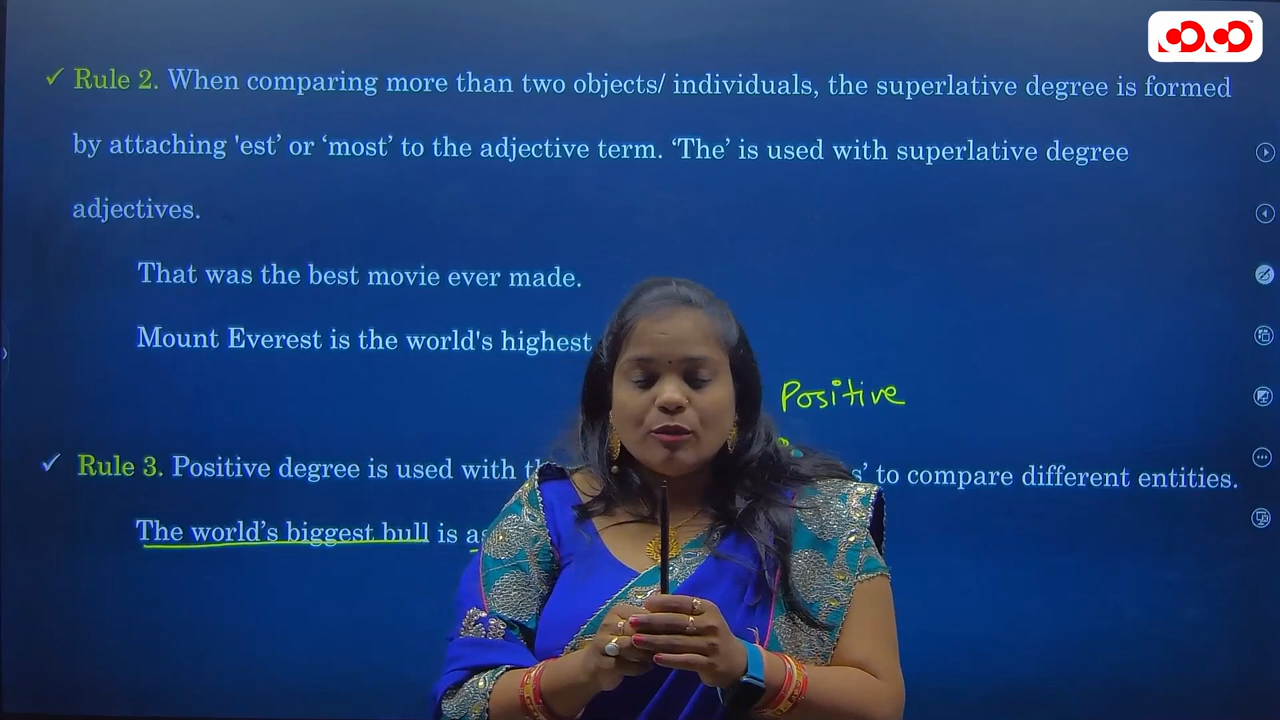 ✓ Rule 2. When comparing more than two objects/ individuals, the superlative degree is formed
by attaching 'est’ or ‘most’ to the adjective term. ‘The’ is used with superlative degree
adjectives.
That was the best movie ever made.
Mount Everest is the world's highest
Positive
✓ Rule 3. Positive degree is used with s’ to compare different entities.
The world’s biggest bull is